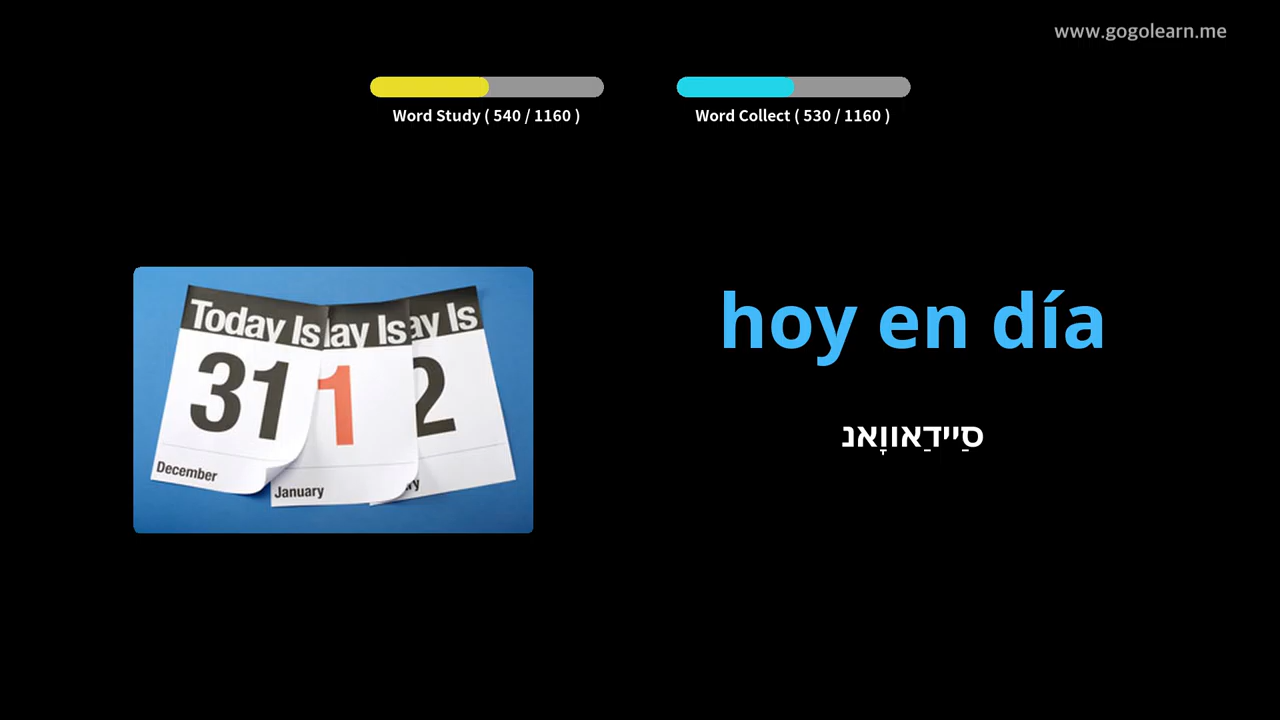 www.gogolearn.me
Word Study ( 540 / 1160 )
Word Collect ( 530 / 1160 )
Today Is
31
December
ay Is
1
January
ay Is
2
ry
hoy en día
סַיידַאווָאנ